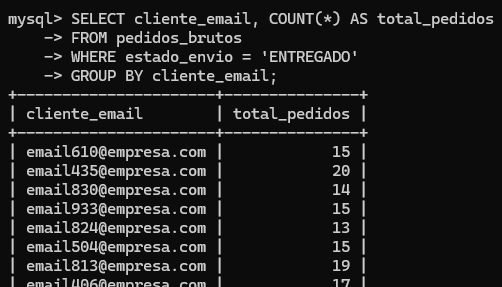 mysql> SELECT cliente_email, COUNT(*) AS total_pedidos
    -> FROM pedidos_brutos
    -> WHERE estado_envio = 'ENTREGADO'
    -> GROUP BY cliente_email;
+----------------------+---------------+
| cliente_email        | total_pedidos |
+----------------------+---------------+
| email610@empresa.com |            15 |
| email435@empresa.com |            20 |
| email830@empresa.com |            14 |
| email933@empresa.com |            15 |
| email824@empresa.com |            13 |
| email504@empresa.com |            15 |
| email813@empresa.com |            19 |
| email406@empresa.com |            17 |